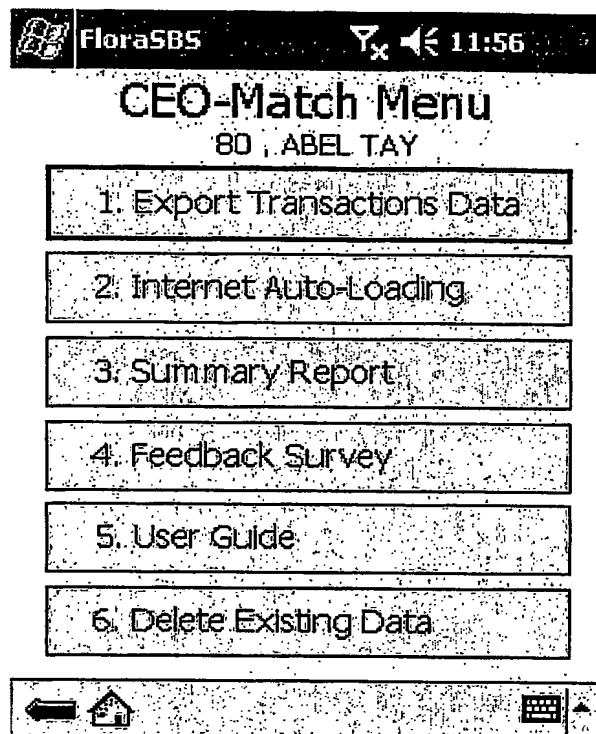 FloraSBS 11:56
CEO-Match Menu
80 , ABEL TAY
1. Export Transactions Data
2. Internet Auto-Loading
3. Summary Report
4. Feedback Survey
5. User Guide
6. Delete Existing Data